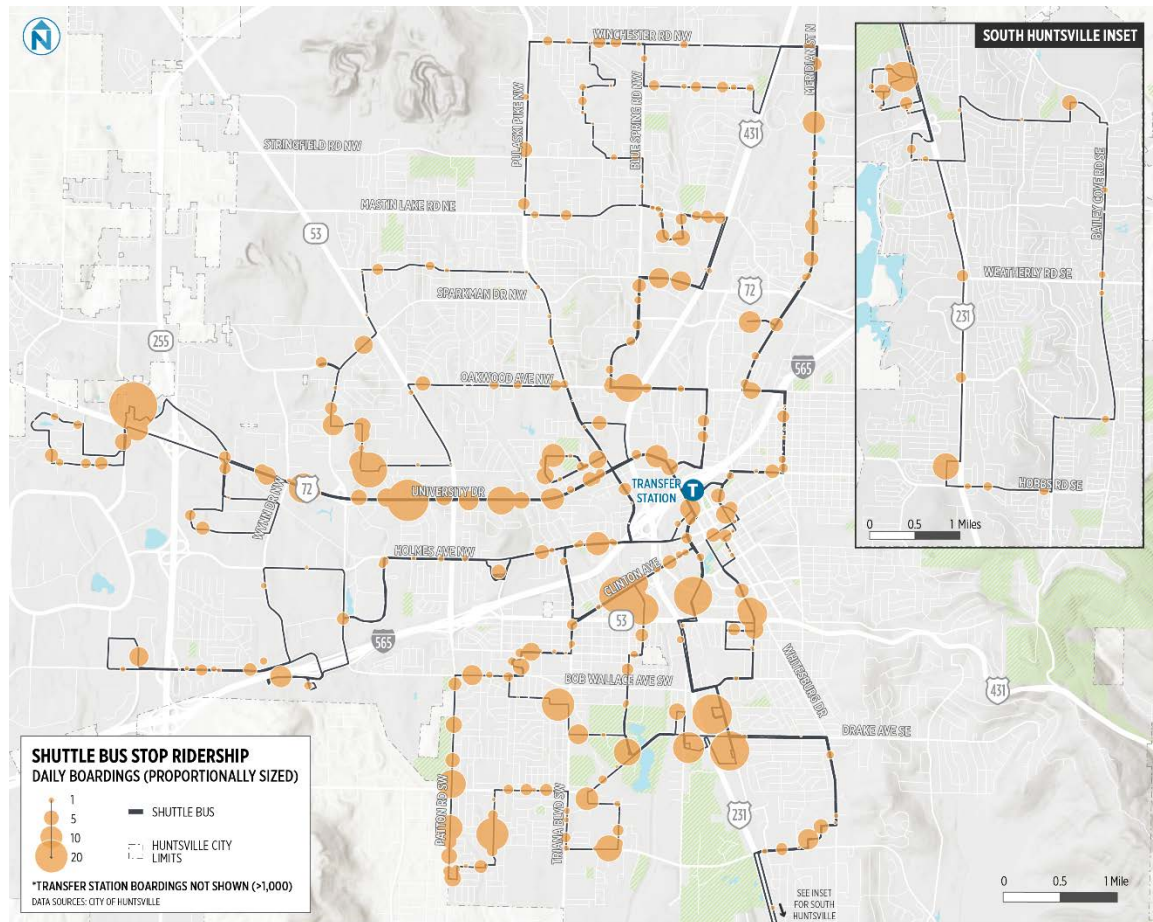 N
SOUTH HUNTSVILLE INSET
WINCHESTER RD NW
MERIDIAN ST N
PULASKI PIKE NW
BLUE SPRING RD NW
431
STRINGFIELD RD NW
MASTIN LAKE RD NE
53
BAILEY COVE RD SE
WEATHERLY RD SE
SPARKMAN DR NW
72
231
255
565
OAKWOOD AVE NW
TRANSFER
STATION
T
72
UNIVERSITY DR
WYNN DR NW
HOBBS RD SE
0 0.5 1 Miles
HOLMES AVE NW
CLINTON AVE
53
565
WHITESBURG DR
BOB WALLACE AVE SW
431
DRAKE AVE SE
PATTON RD SW
TRIANA BLVD SW
231
SEE INSET
FOR SOUTH
HUNTSVILLE
0 0.5 1 Mile
SHUTTLE BUS STOP RIDERSHIP
DAILY BOARDINGS (PROPORTIONALLY SIZED)
1
5
10
20
SHUTTLE BUS
HUNTSVILLE CITY
LIMITS
*TRANSFER STATION BOARDINGS NOT SHOWN (>1,000)
DATA SOURCES: CITY OF HUNTSVILLE